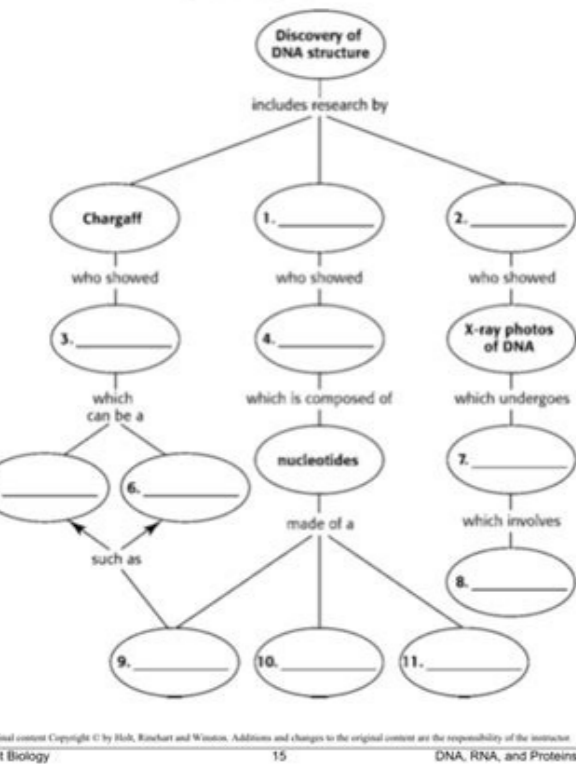 Discovery of
DNA structure
includes research by
Chargaff
1.
2.
who showed
who showed
who showed
3.
4.
X-ray photos
of DNA
which
can be a
which is composed of
which undergoes
6.
nucleotides
7.
such as
made of a
which involves
8.
9.
10.
11.
nal content Copyright © by Holt, Rinehart and Winston. Additions and changes to the original content are the responsibility of the instructor.
t Biology
15
DNA, RNA, and Proteins